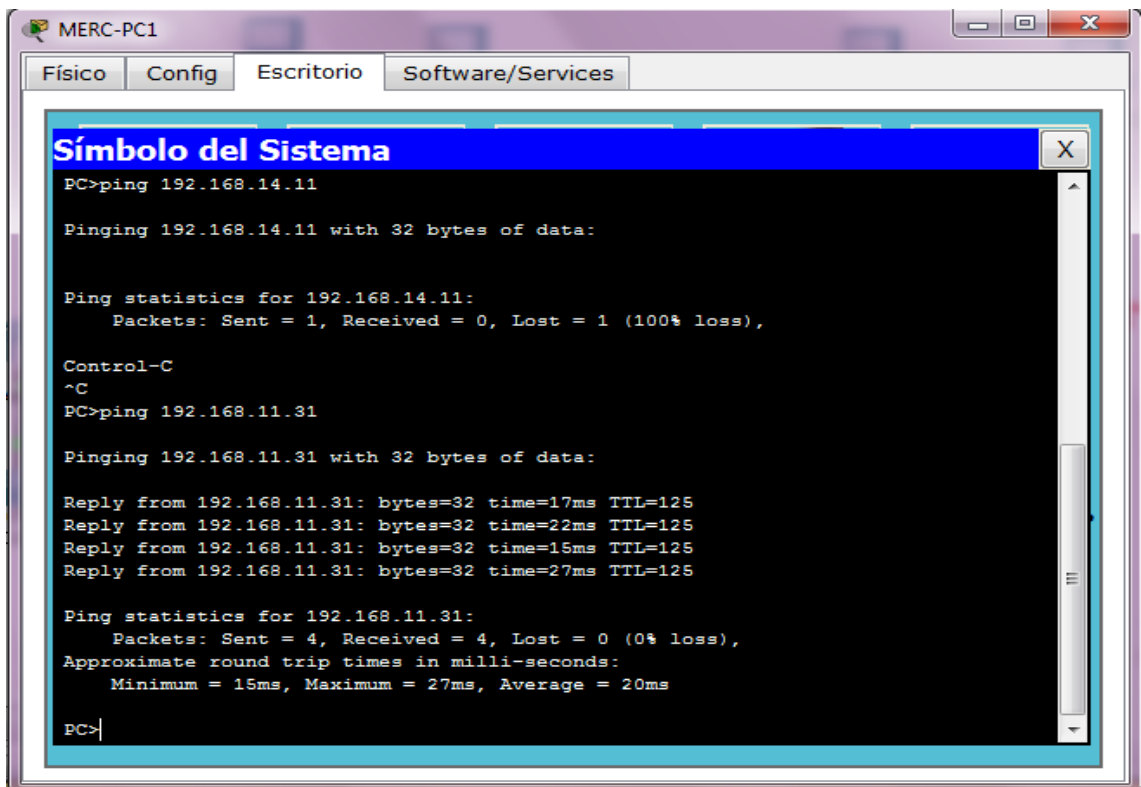 MERC-PC1
Físico Config Escritorio Software/Services
Símbolo del Sistema X
PC>ping 192.168.14.11
Pinging 192.168.14.11 with 32 bytes of data:
Ping statistics for 192.168.14.11:
Packets: Sent = 1, Received = 0, Lost = 1 (100% loss),
Control-C
^C
PC>ping 192.168.11.31
Pinging 192.168.11.31 with 32 bytes of data:
Reply from 192.168.11.31: bytes=32 time=17ms TTL=125
Reply from 192.168.11.31: bytes=32 time=22ms TTL=125
Reply from 192.168.11.31: bytes=32 time=15ms TTL=125
Reply from 192.168.11.31: bytes=32 time=27ms TTL=125
Ping statistics for 192.168.11.31:
Packets: Sent = 4, Received = 4, Lost = 0 (0% loss),
Approximate round trip times in milli-seconds:
Minimum = 15ms, Maximum = 27ms, Average = 20ms
PC>